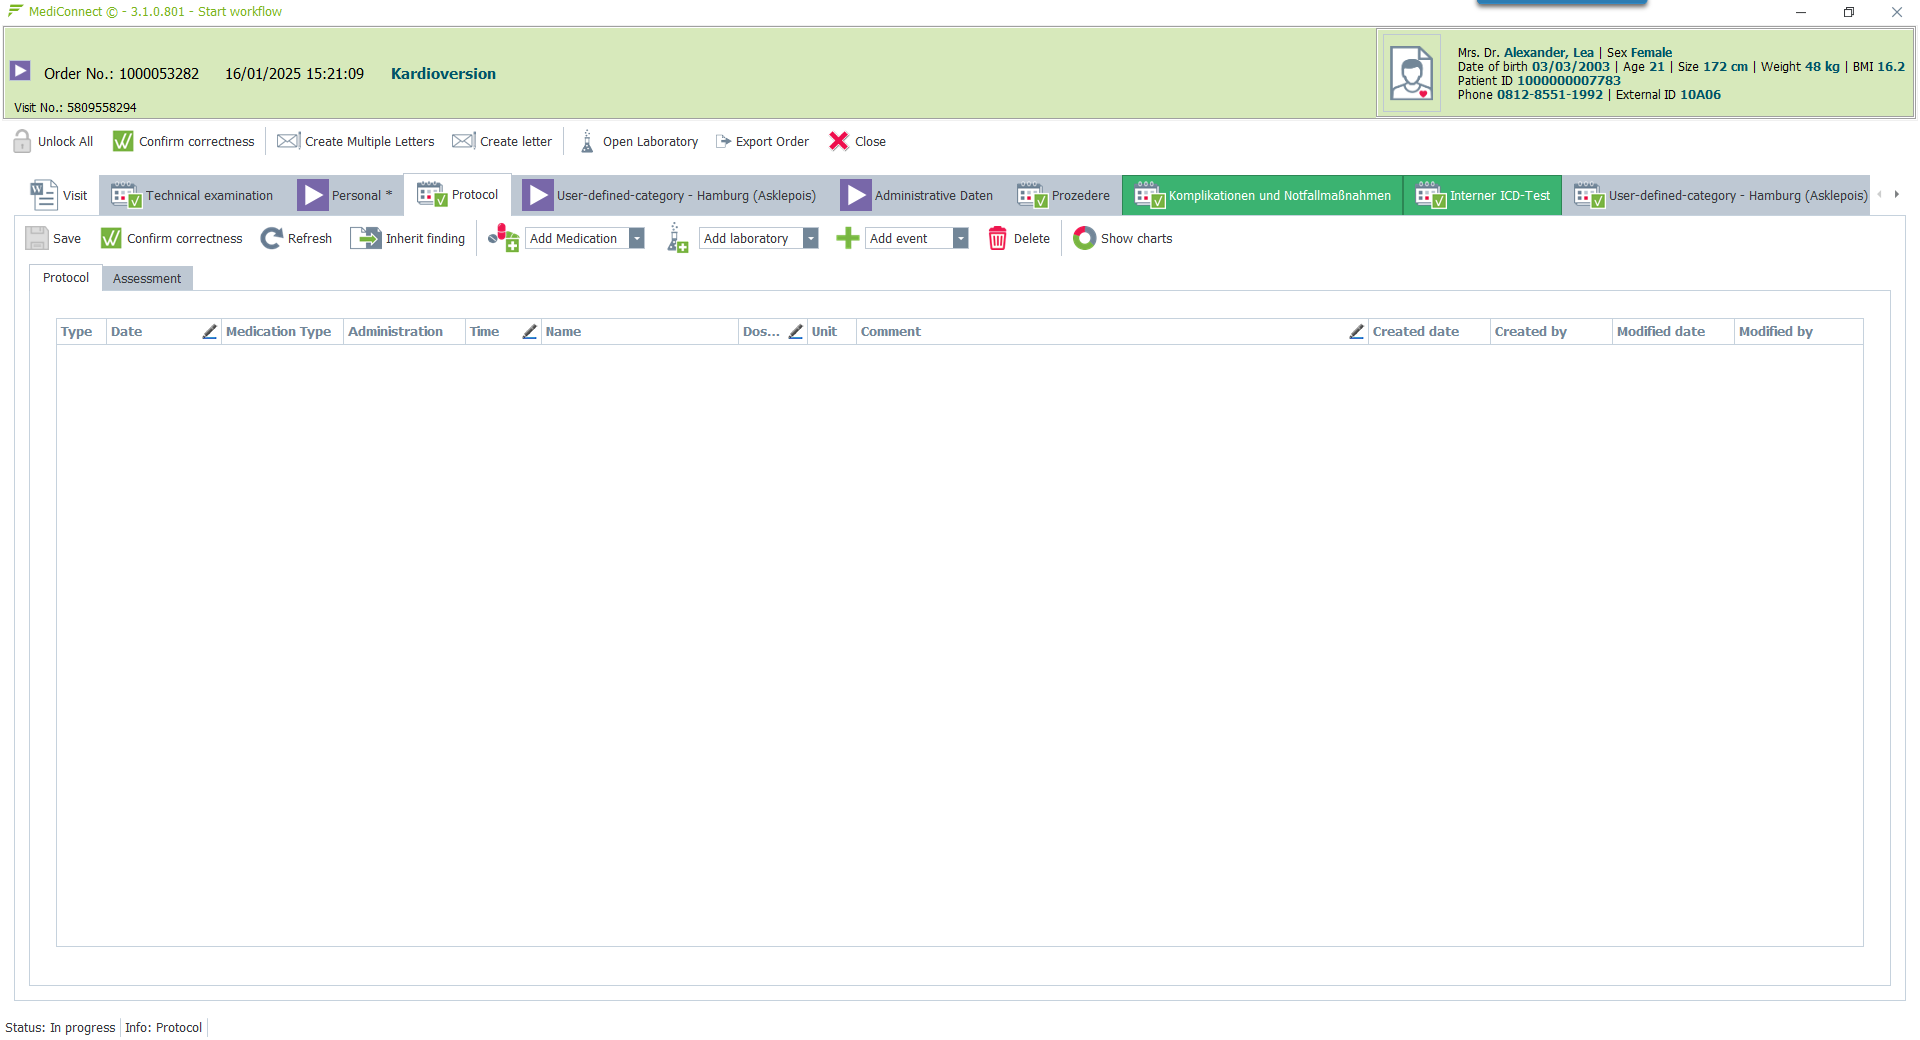 MediConnect © - 3.1.0.801 - Start workflow
Order No.: 1000053282 16/01/2025 15:21:09 Kardioversion
Visit No.: 5809558294
Mrs. Dr. Alexander, Lea | Sex Female
Date of birth 03/03/2003 | Age 21 | Size 172 cm | Weight 48 kg | BMI 16.2
Patient ID 1000000007783
Phone 0812-8551-1992 | External ID 10A06
Unlock All Confirm correctness Create Multiple Letters Create letter Open Laboratory Export Order Close
Visit Technical examination Personal * Protocol User-defined-category - Hamburg (Asklepois) Administrative Daten Prozedere Komplikationen und Notfallmaßnahmen Interner ICD-Test User-defined-category - Hamburg (Asklepois)
Save Confirm correctness Refresh Inherit finding Add Medication Add laboratory Add event Delete Show charts
Protocol Assessment
Type Date Medication Type Administration Time Name Dos... Unit Comment Created date Created by Modified date Modified by
Status: In progress Info: Protocol